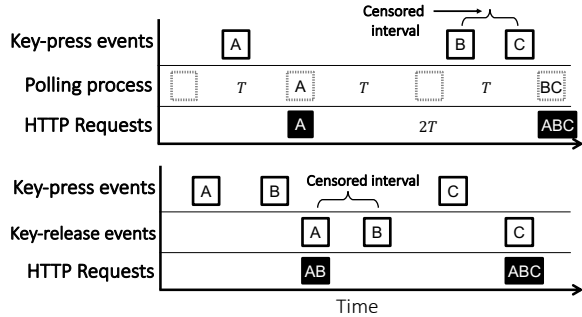 Censored
interval
Key-press events A B C
Polling process T A T T BC
HTTP Requests A 2T ABC
Key-press events A B Censored interval C
Key-release events A B C
HTTP Requests AB ABC
Time